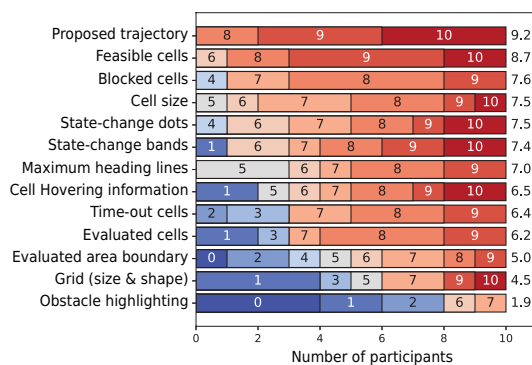 Proposed trajectory 8 9 10 9.2
Feasible cells 6 8 9 10 8.7
Blocked cells 4 7 8 9 7.6
Cell size 5 6 7 8 9 10 7.5
State-change dots 4 6 7 8 9 10 7.5
State-change bands 1 6 7 8 9 10 7.4
Maximum heading lines 5 6 7 8 9 7.0
Cell Hovering information 1 5 6 7 8 9 10 6.5
Time-out cells 2 3 7 8 9 6.4
Evaluated cells 1 3 7 8 9 6.2
Evaluated area boundary 0 2 4 5 6 7 8 9 5.0
Grid (size & shape) 1 3 5 7 9 10 4.5
Obstacle highlighting 0 1 2 6 7 1.9
0 2 4 6 8 10
Number of participants